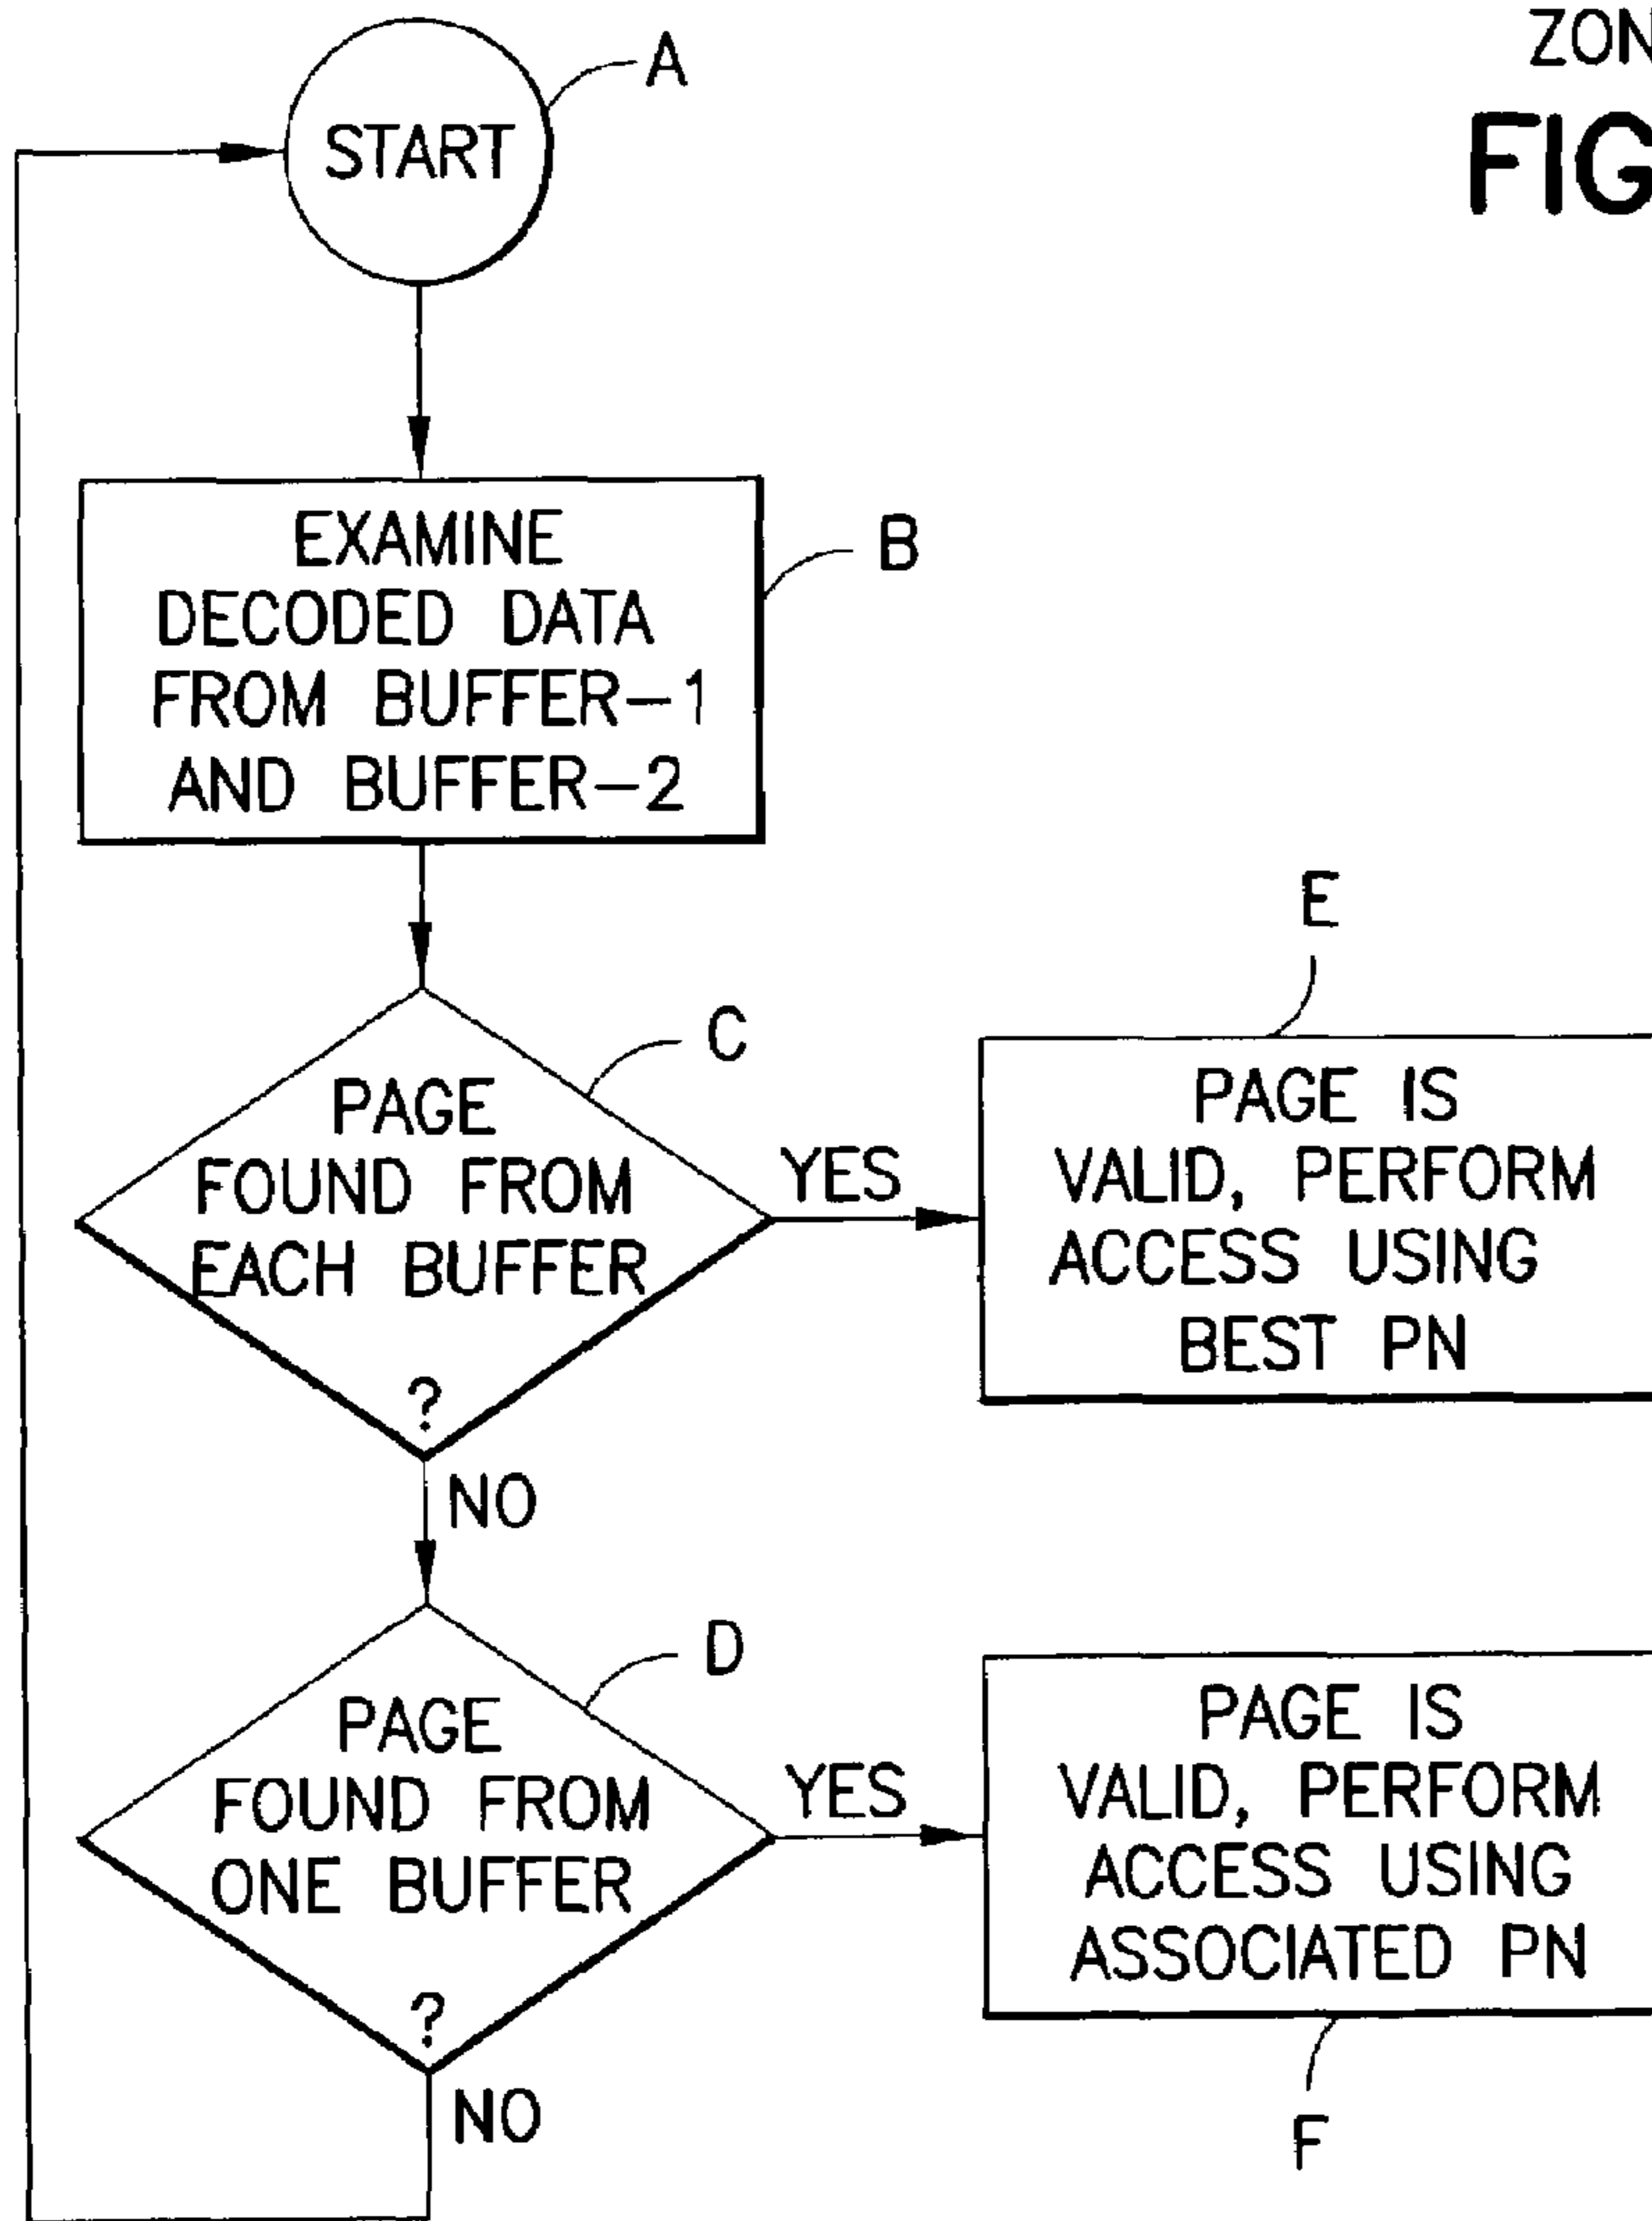 ZON
FIG
A
START
EXAMINE
DECODED DATA
FROM BUFFER-1
AND BUFFER-2
B
C
PAGE
FOUND FROM
EACH BUFFER
?
YES
NO
E
PAGE IS
VALID, PERFORM
ACCESS USING
BEST PN
D
PAGE
FOUND FROM
ONE BUFFER
?
YES
NO
PAGE IS
VALID, PERFORM
ACCESS USING
ASSOCIATED PN
F